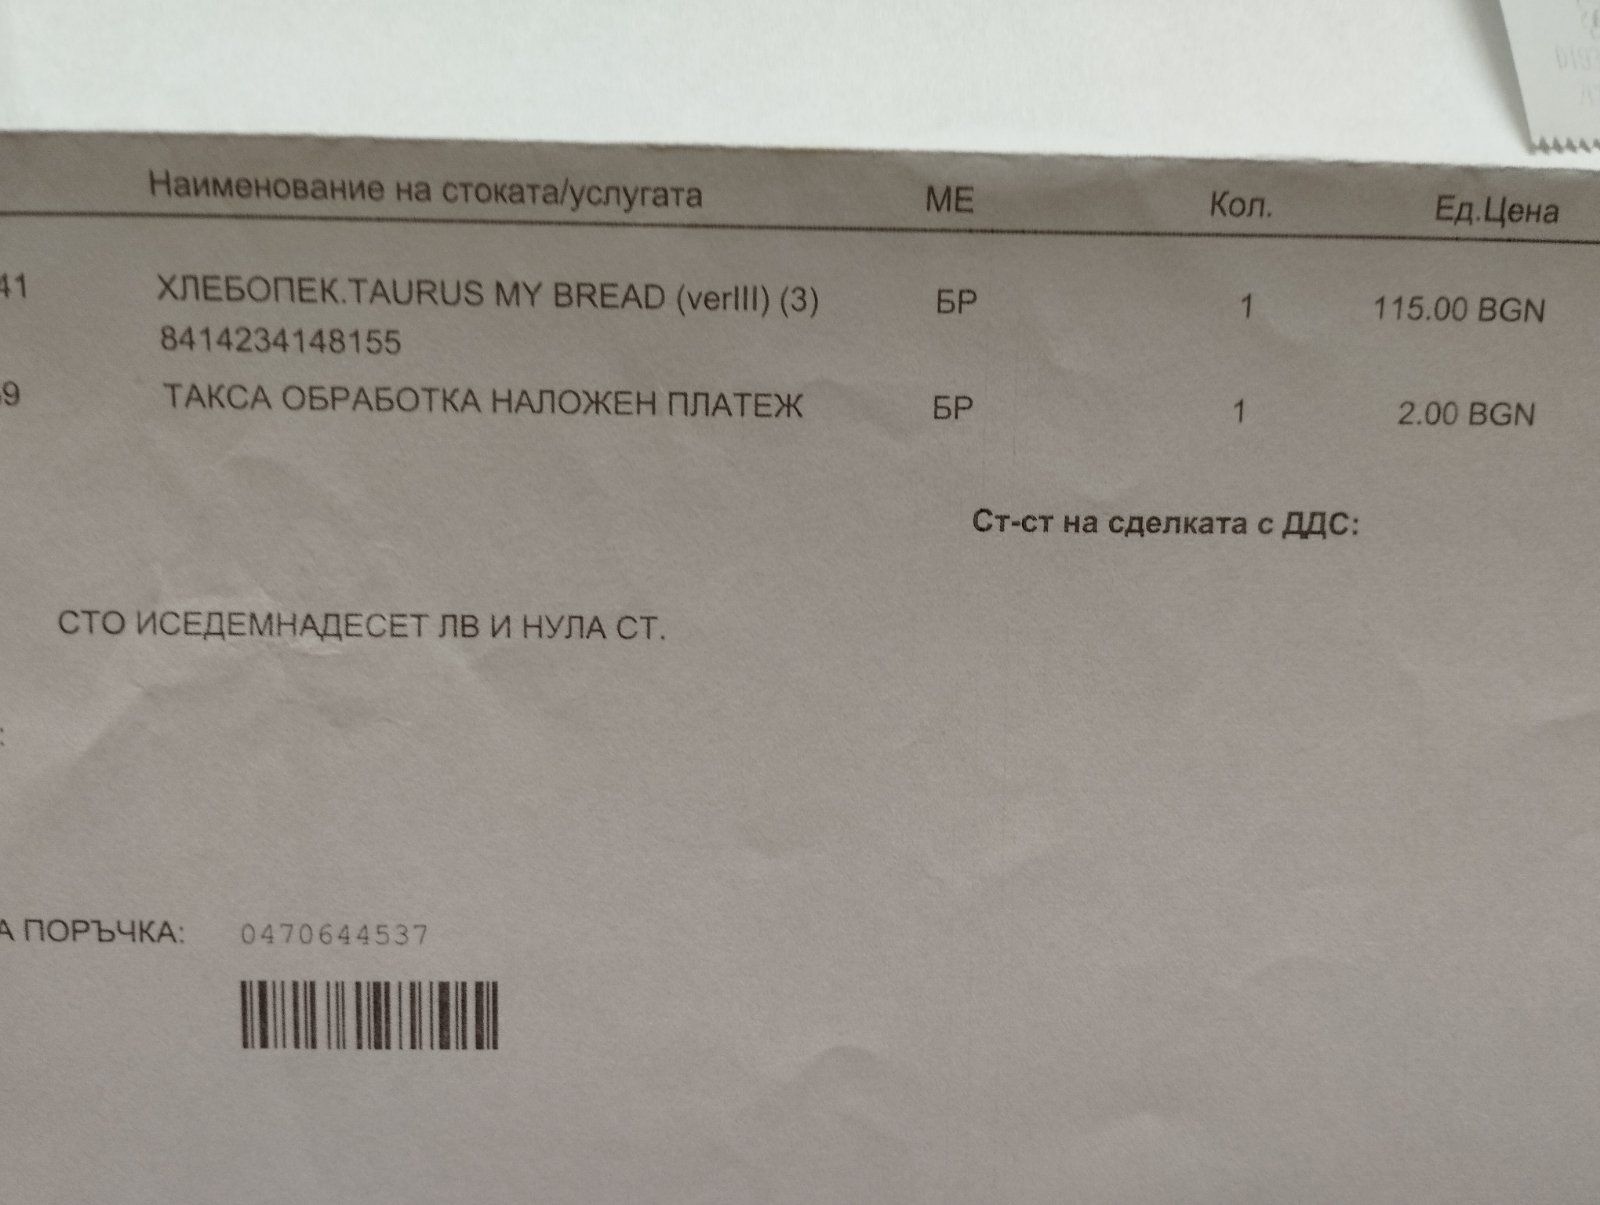 Наименование на стоката/услугата МЕ Кол. Ед.Цена
41 ХЛЕБОПЕК.TAURUS MY BREAD (verIII) (3) БР 1 115.00 BGN
8414234148155
9 ТАКСА ОБРАБОТКА НАЛОЖЕН ПЛАТЕЖ БР 1 2.00 BGN
Ст-ст на сделката с ДДС:
СТО ИСЕДЕМНАДЕСЕТ ЛВ И НУЛА СТ.
:
А ПОРЪЧКА: 0470644537